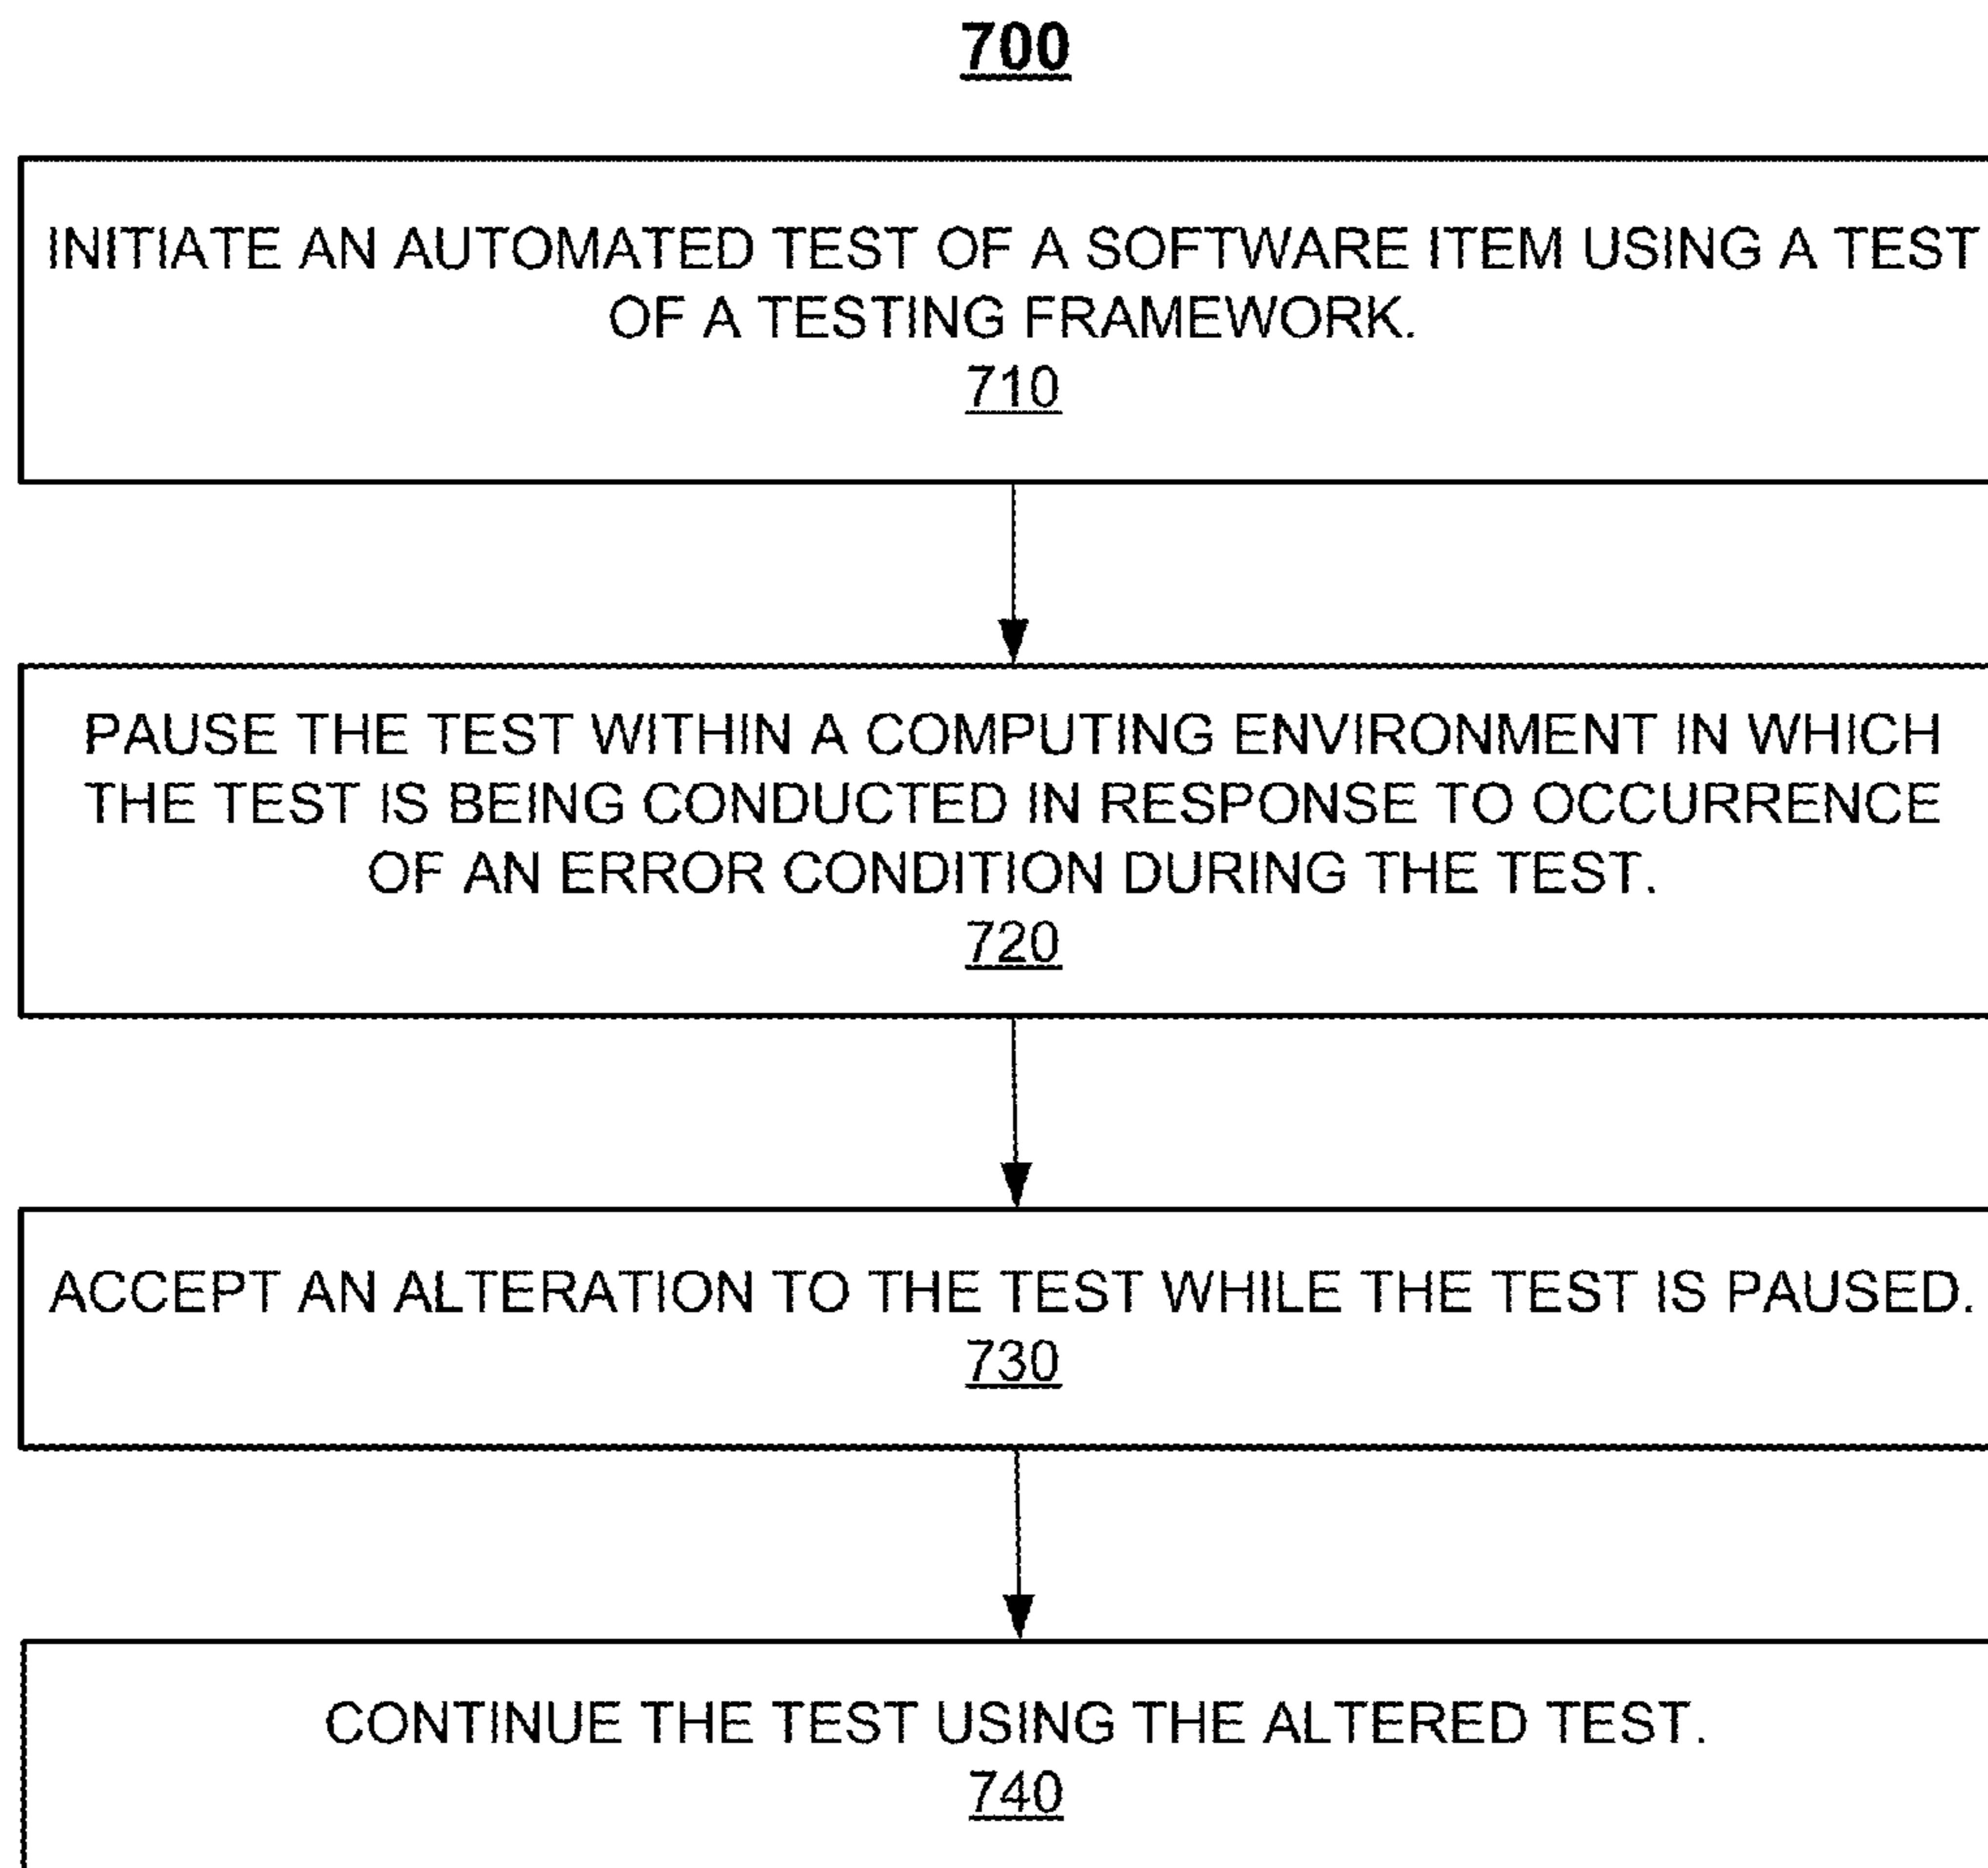 700
INITIATE AN AUTOMATED TEST OF A SOFTWARE ITEM USING A TEST
OF A TESTING FRAMEWORK.
710
PAUSE THE TEST WITHIN A COMPUTING ENVIRONMENT IN WHICH
THE TEST IS BEING CONDUCTED IN RESPONSE TO OCCURRENCE
OF AN ERROR CONDITION DURING THE TEST.
720
ACCEPT AN ALTERATION TO THE TEST WHILE THE TEST IS PAUSED.
730
CONTINUE THE TEST USING THE ALTERED TEST.
740